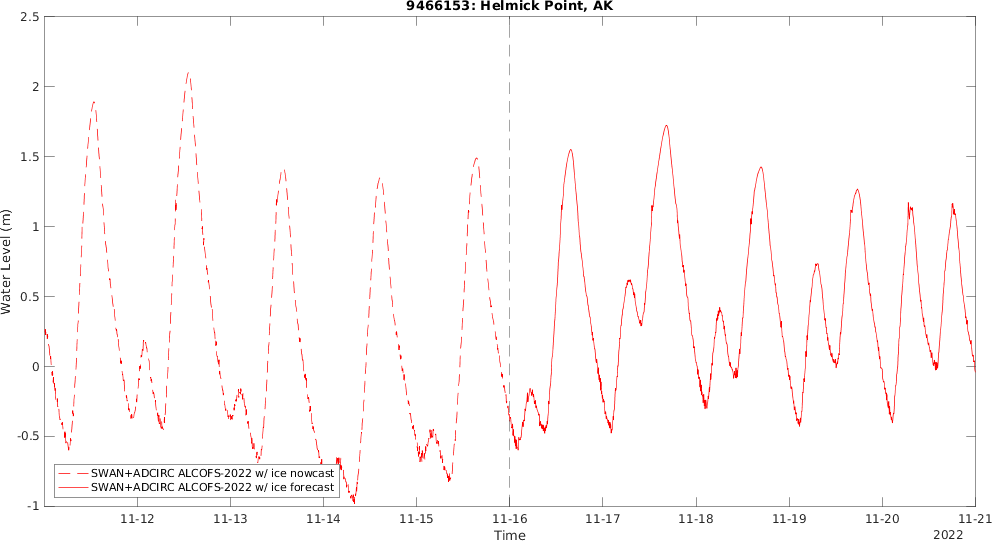 9466153: Helmick Point, AK
2.5
2
1.5
1
0.5
0
-0.5
-1
Water Level (m)
SWAN+ADCIRC ALCOFS-2022 w/ ice nowcast
SWAN+ADCIRC ALCOFS-2022 w/ ice forecast
11-12 11-13 11-14 11-15 11-16 11-17 11-18 11-19 11-20 11-21
Time
2022